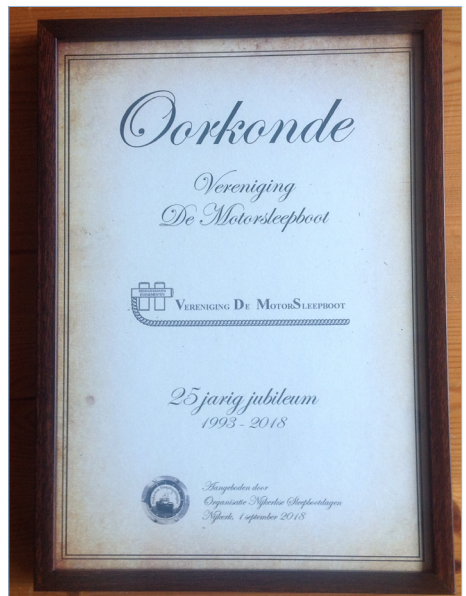 Oorkonde
Vereniging
De Motorsleepboot
VERENIGING DE MOTORSLEEPBOOT
25 jarig jubileum
1993 - 2018
Aangeboden door
Organisatie Nijkerkse Sleepbootdagen
Nijkerk, 1 september 2018